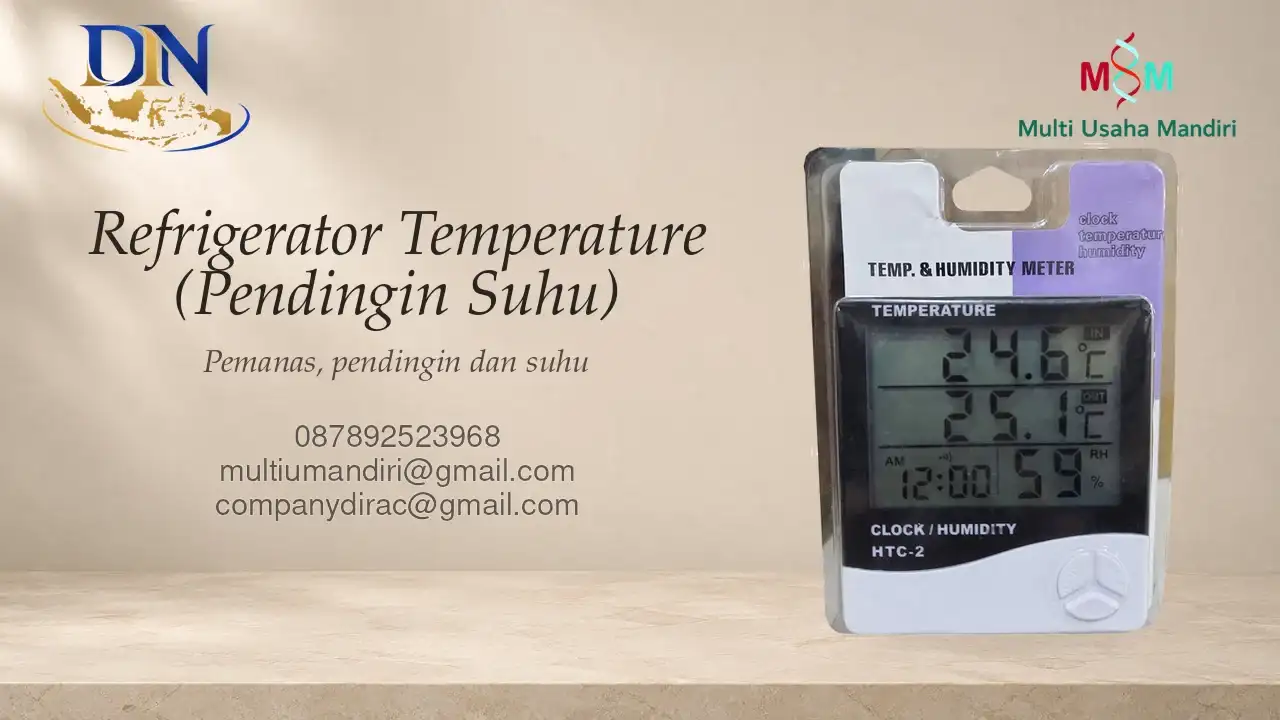 DN
MSM
Multi Usaha Mandiri
Refrigerator Temperature
(Pendingin Suhu)
Pemanas, pendingin dan suhu
087892523968
multiumandiri@gmail.com
companydirac@gmail.com
clock
temperatur
humidity
TEMP. & HUMIDITY METER
TEMPERATURE
IN
24.6°C
OUT
25.1°C
AM
12:00
59
RH
%
CLOCK / HUMIDITY
HTC-2